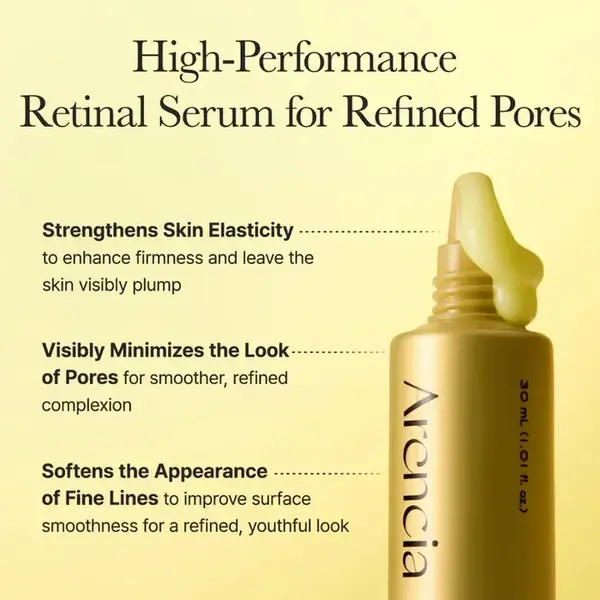 High-Performance
Retinal Serum for Refined Pores
Strengthens Skin Elasticity
to enhance firmness and leave the
skin visibly plump
Visibly Minimizes the Look
of Pores for smoother, refined
complexion
Softens the Appearance
of Fine Lines to improve surface
smoothness for a refined, youthful look
Arencia
30 mL (1.01 fl. oz.)